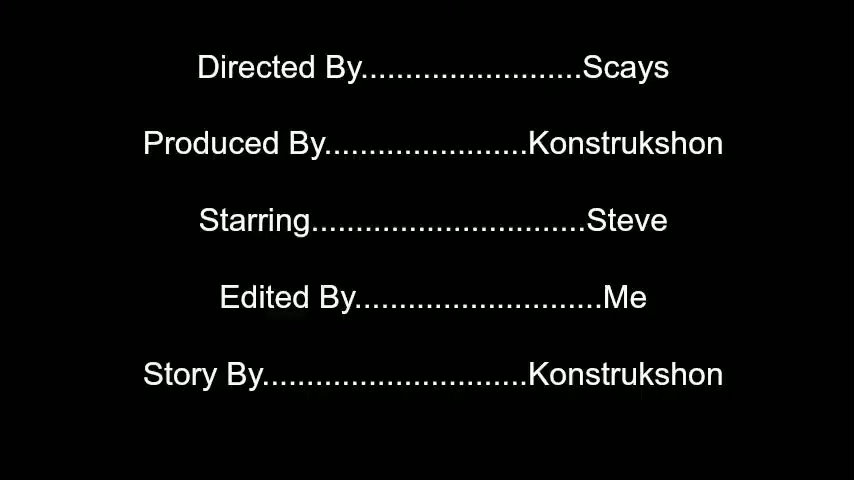 Directed By.........................Scays
Produced By.......................Konstrukshon
Starring...............................Steve
Edited By............................Me
Story By..............................Konstrukshon